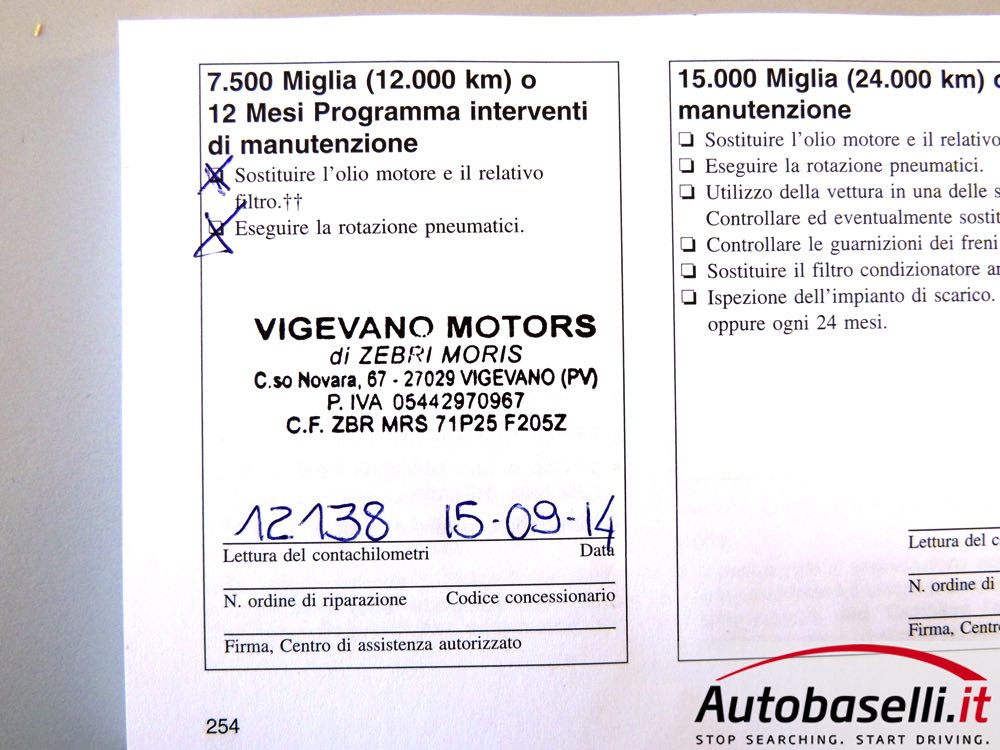 7.500 Miglia (12.000 km) o
12 Mesi Programma interventi
di manutenzione
Sostituire l'olio motore e il relativo
filtro.††
Eseguire la rotazione pneumatici.
VIGEVANO MOTORS
di ZEBRI MORIS
C.so Novara, 67 - 27029 VIGEVANO (PV)
P. IVA 05442970967
C.F. ZBR MRS 71P25 F205Z
12138 15-09-14
Lettura del contachilometri Data
N. ordine di riparazione Codice concessionario
Firma, Centro di assistenza autorizzato
254
15.000 Miglia (24.000 km) o
manutenzione
❏ Sostituire l'olio motore e il relativo
❏ Eseguire la rotazione pneumatici.
❏ Utilizzo della vettura in una delle
Controllare ed eventualmente
❏ Controllare le guarnizioni dei freni
❏ Sostituire il filtro condizionatore
❏ Ispezione dell'impianto di scarico.
oppure ogni 24 mesi.
Lettura del
N. ordine di
Firma,
Autobaselli.it
STOP SEARCHING. START DRIVING.